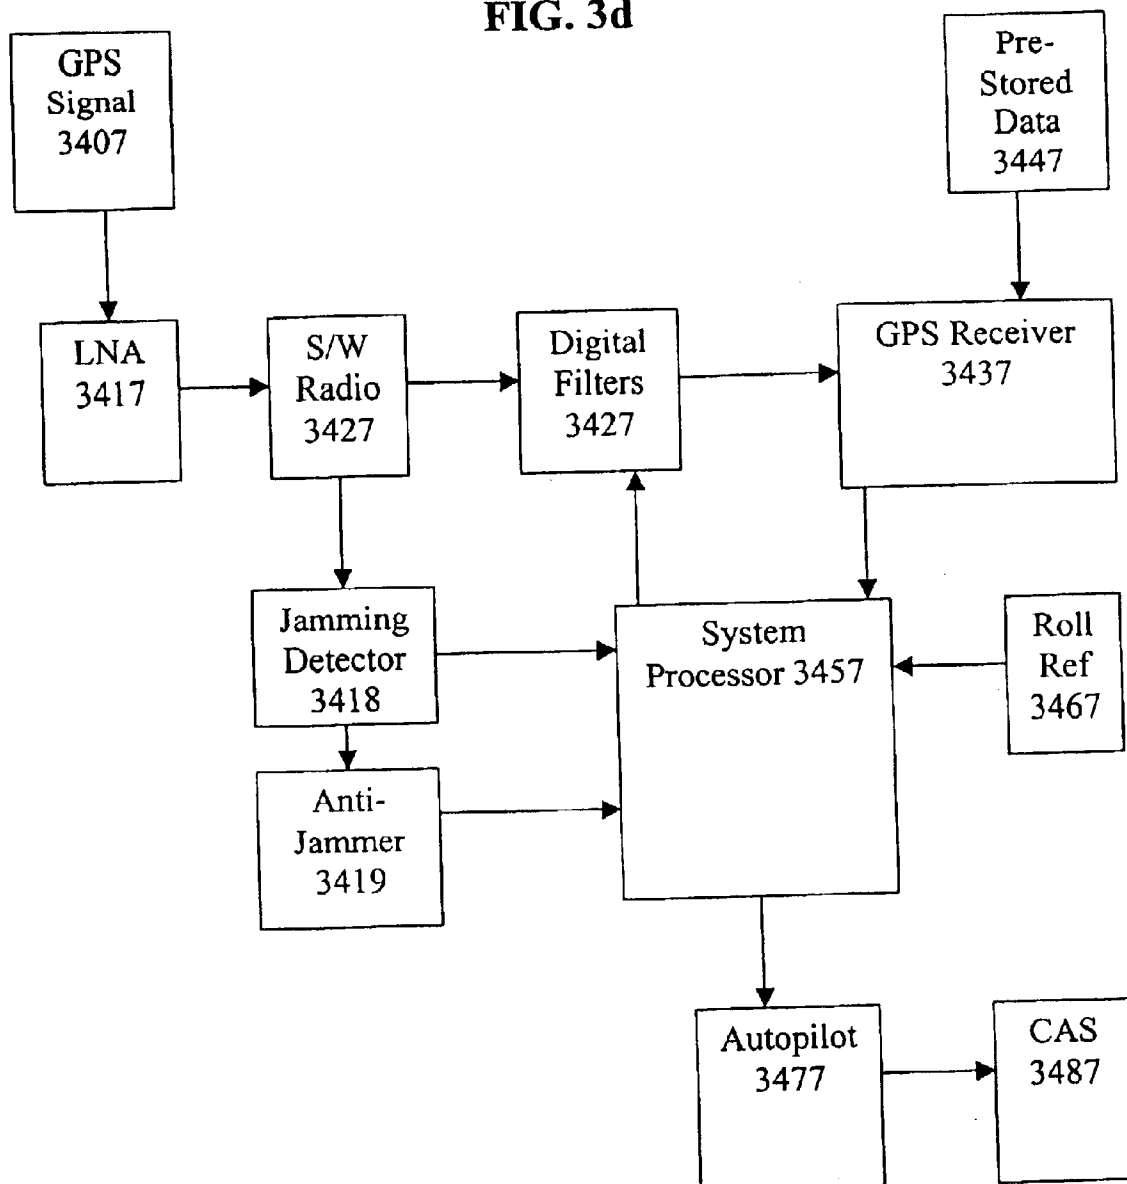 FIG. 3d
GPS
Signal
3407
Pre-
Stored
Data
3447
LNA
3417
S/W
Radio
3427
Digital
Filters
3427
GPS Receiver
3437
Jamming
Detector
3418
System
Processor 3457
Roll
Ref
3467
Anti-
Jammer
3419
Autopilot
3477
CAS
3487